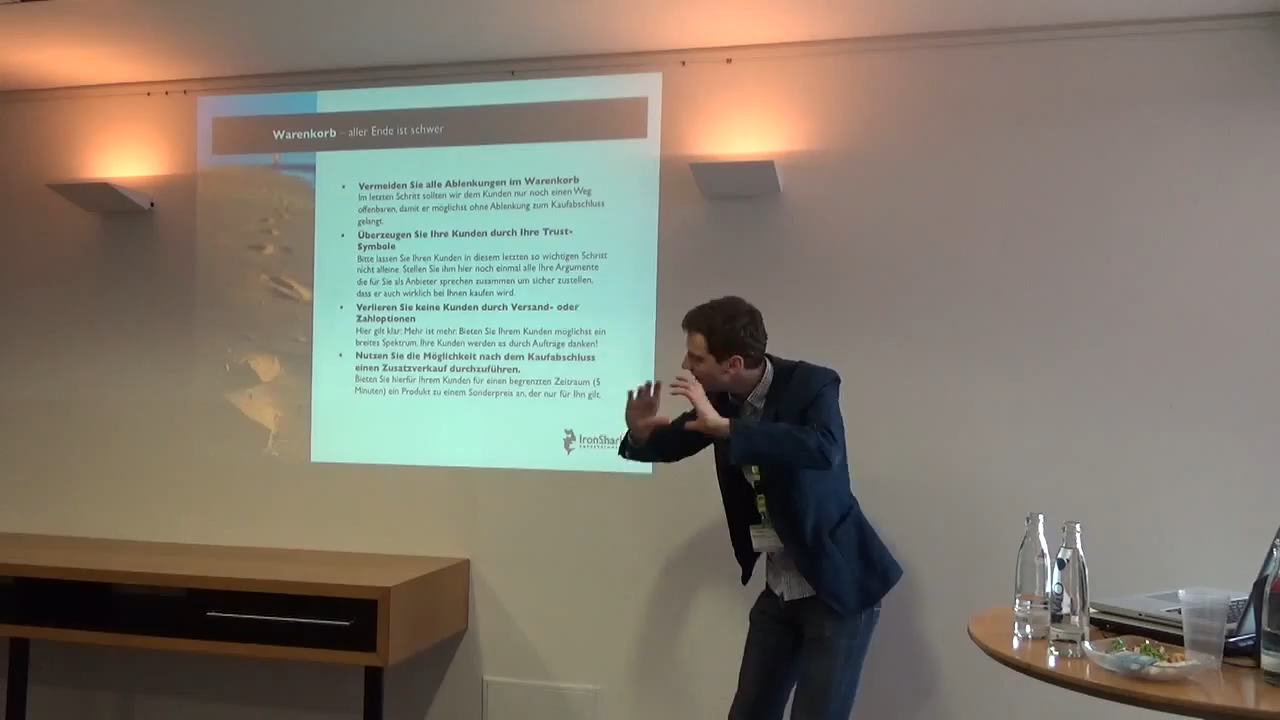 Warenkorb – aller Ende ist schwer
• Vermeiden Sie alle Ablenkungen im Warenkorb
Im letzten Schritt sollten wir dem Kunden nur noch einen Weg
offenbaren, damit er möglichst ohne Ablenkung zum Kaufabschluss
gelangt.
• Überzeugen Sie Ihre Kunden durch Ihre Trust-
Symbole
Bitte lassen Sie Ihren Kunden in diesem letzten so wichtigen Schritt
nicht alleine. Stellen Sie ihm hier noch einmal alle Ihre Argumente
die für Sie als Anbieter sprechen zusammen um sicher zustellen,
dass er auch wirklich bei Ihnen kaufen wird.
• Verlieren Sie keine Kunden durch Versand- oder
Zahloptionen
Hier gilt klar: Mehr ist mehr. Bieten Sie Ihrem Kunden möglichst ein
breites Spektrum. Ihre Kunden werden es durch Aufträge danken!
• Nutzen Sie die Möglichkeit nach dem Kaufabschluss
einen Zusatzverkauf durchzuführen.
Bieten Sie hierfür Ihrem Kunden für einen begrenzten Zeitraum (5
Minuten) ein Produkt zu einem Sonderpreis an, der nur für Ihn gilt.
IronShar